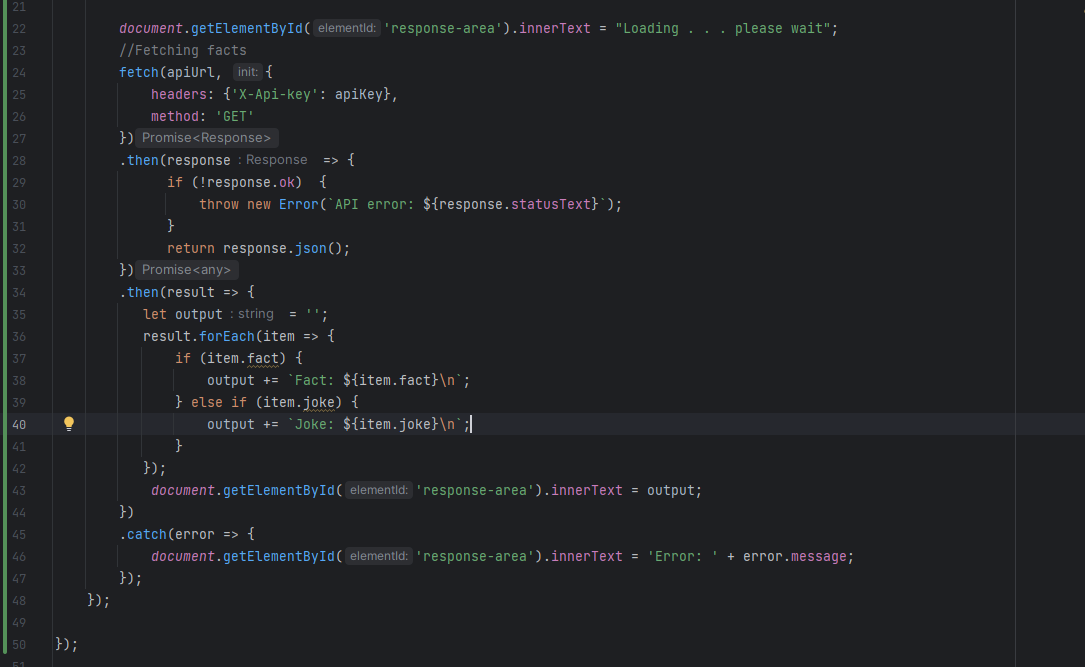 21
22 document.getElementById( elementId: 'response-area').innerText = "Loading . . . please wait";
23 //Fetching facts
24 fetch(apiUrl, init: {
25 headers: {'X-Api-key': apiKey},
26 method: 'GET'
27 }) Promise<Response>
28 .then(response : Response => {
29 if (!response.ok) {
30 throw new Error(`API error: ${response.statusText}`);
31 }
32 return response.json();
33 }) Promise<any>
34 .then(result => {
35 let output : string = '';
36 result.forEach(item => {
37 if (item.fact) {
38 output += `Fact: ${item.fact}\n`;
39 } else if (item.joke) {
40 output += `Joke: ${item.joke}\n`;
41 }
42 });
43 document.getElementById( elementId: 'response-area').innerText = output;
44 })
45 .catch(error => {
46 document.getElementById( elementId: 'response-area').innerText = 'Error: ' + error.message;
47 });
48 });
49
50 });
51